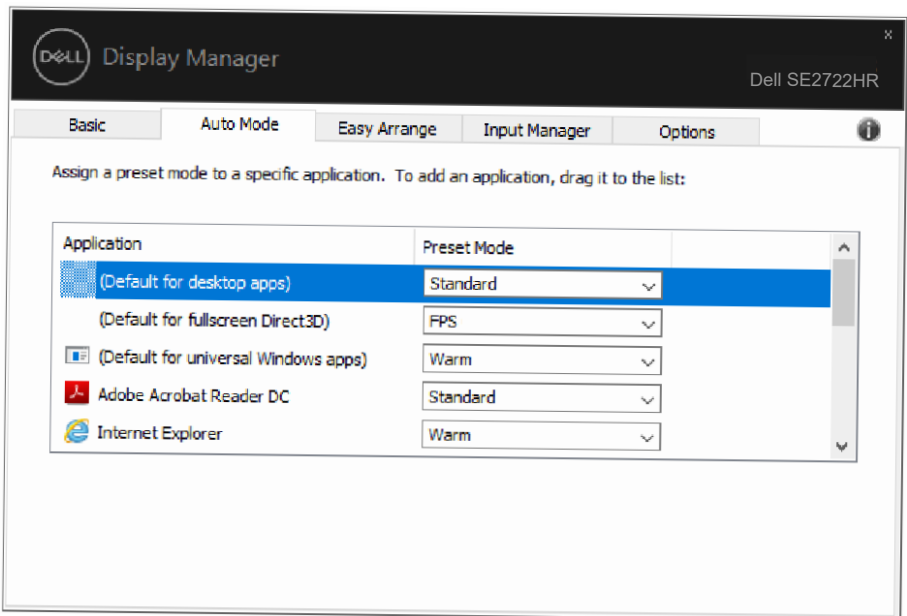 DELL Display Manager
x
Dell SE2722HR
Basic Auto Mode Easy Arrange Input Manager Options
Assign a preset mode to a specific application. To add an application, drag it to the list:
Application Preset Mode
(Default for desktop apps) Standard
(Default for fullscreen Direct3D) FPS
(Default for universal Windows apps) Warm
Adobe Acrobat Reader DC Standard
Internet Explorer Warm